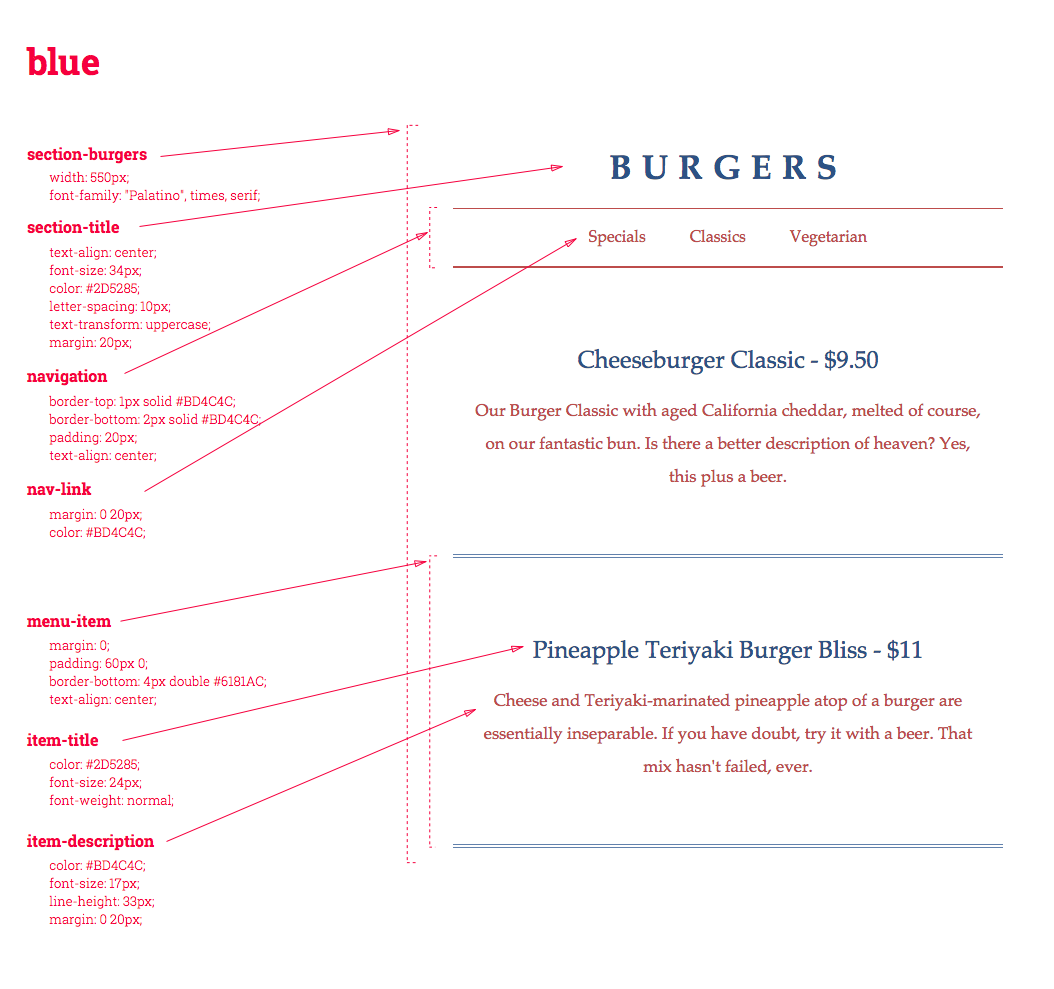 blue
section-burgers
width: 550px;
font-family: "Palatino", times, serif;
section-title
text-align: center;
font-size: 34px;
color: #2D5285;
letter-spacing: 10px;
text-transform: uppercase;
margin: 20px;
navigation
border-top: 1px solid #BD4C4C;
border-bottom: 2px solid #BD4C4C;
padding: 20px;
text-align: center;
nav-link
margin: 0 20px;
color: #BD4C4C;
menu-item
margin: 0;
padding: 60px 0;
border-bottom: 4px double #6181AC;
text-align: center;
item-title
color: #2D5285;
font-size: 24px;
font-weight: normal;
item-description
color: #BD4C4C;
font-size: 17px;
line-height: 33px;
margin: 0 20px;
BURGERS
Specials Classics Vegetarian
Cheeseburger Classic - $9.50
Our Burger Classic with aged California cheddar, melted of course,
on our fantastic bun. Is there a better description of heaven? Yes,
this plus a beer.
Pineapple Teriyaki Burger Bliss - $11
Cheese and Teriyaki-marinated pineapple atop of a burger are
essentially inseparable. If you have doubt, try it with a beer. That
mix hasn't failed, ever.